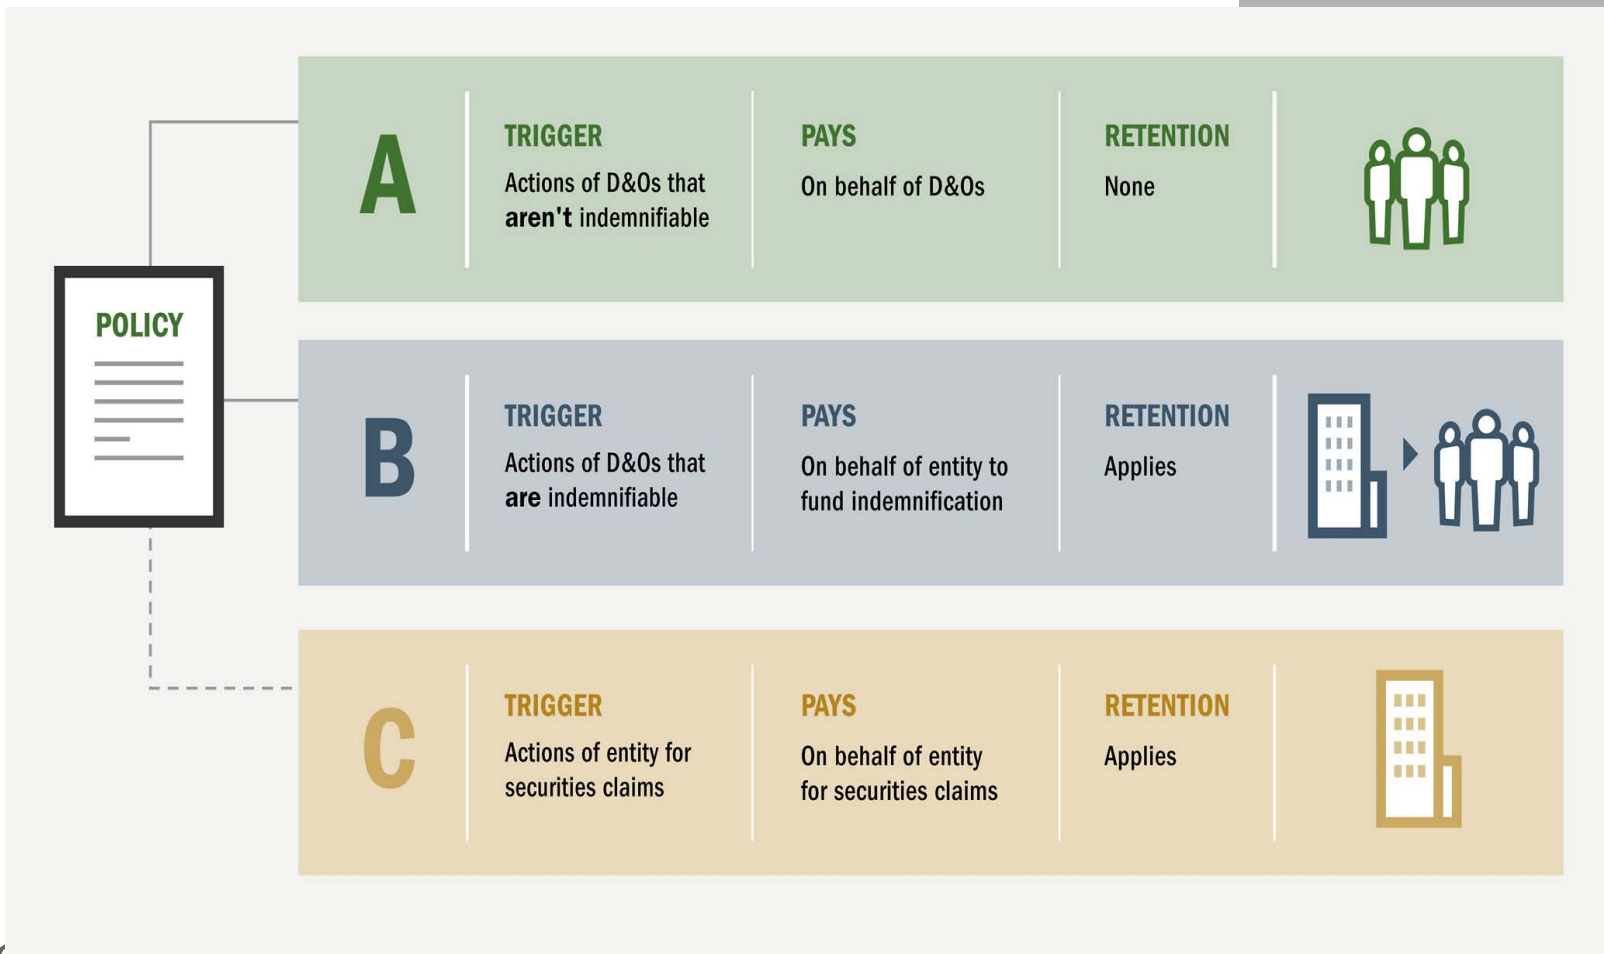 POLICY
A
TRIGGER
Actions of D&Os that
aren't indemnifiable
PAYS
On behalf of D&Os
RETENTION
None
B
TRIGGER
Actions of D&Os that
are indemnifiable
PAYS
On behalf of entity to
fund indemnification
RETENTION
Applies
C
TRIGGER
Actions of entity for
securities claims
PAYS
On behalf of entity
for securities claims
RETENTION
Applies